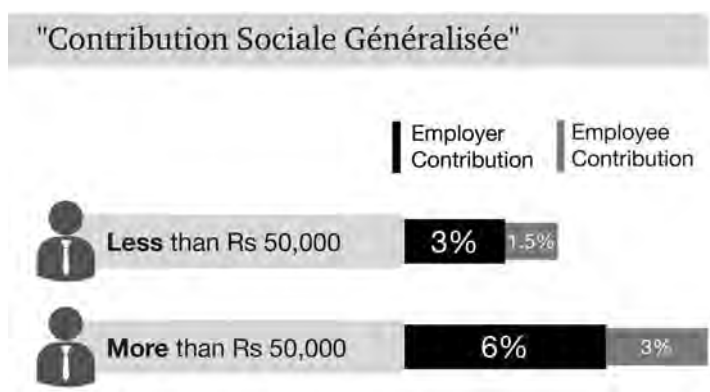 "Contribution Sociale Généralisée"
Employer
Contribution
Employee
Contribution
Less than Rs 50,000
3%
1.5%
More than Rs 50,000
6%
3%